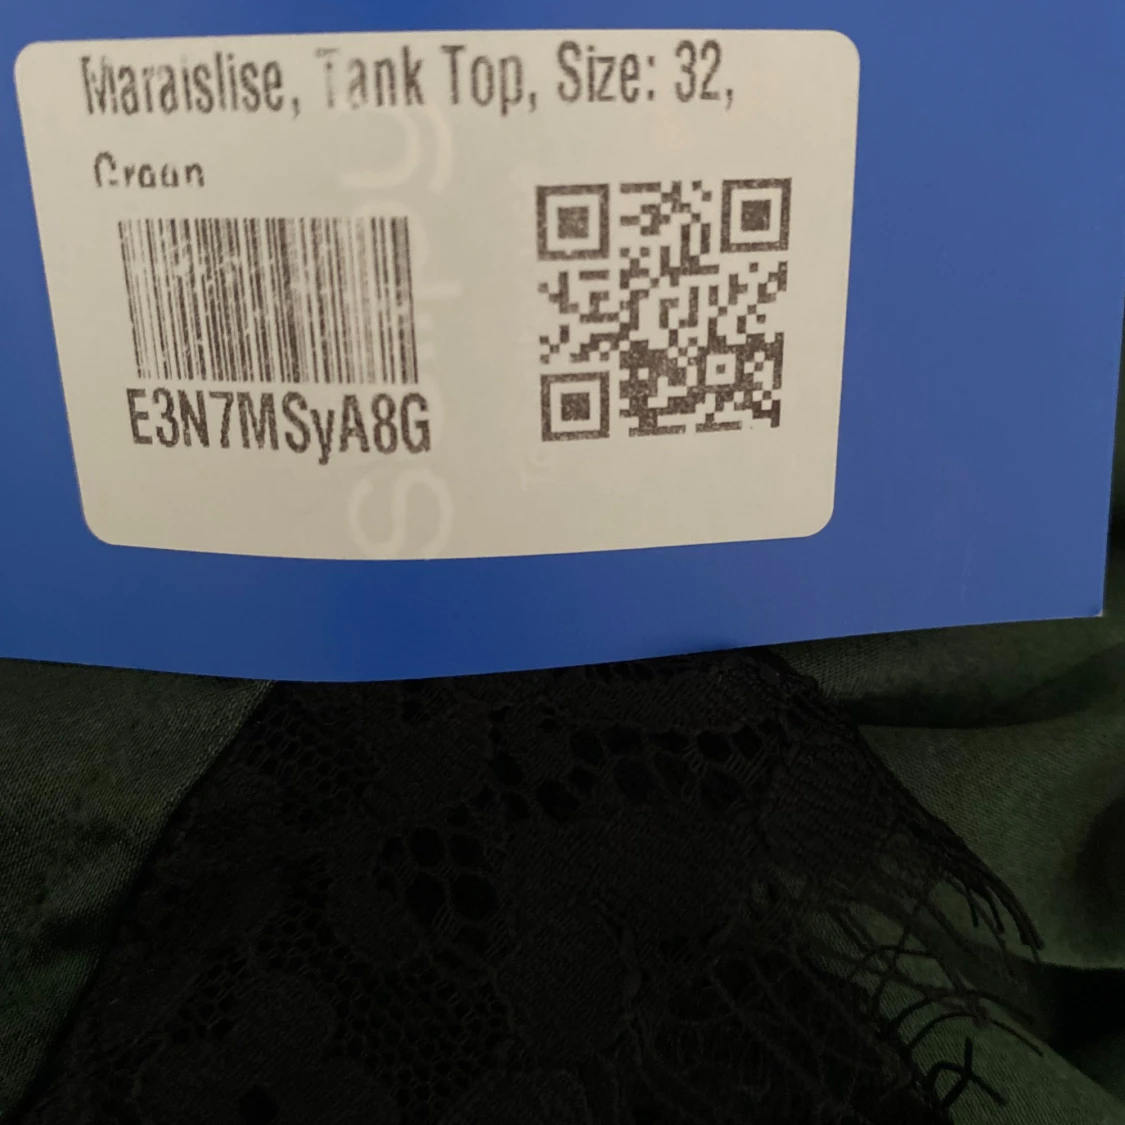 Maraislise, Tank Top, Size: 32,
Green
E3N7MSyA8G